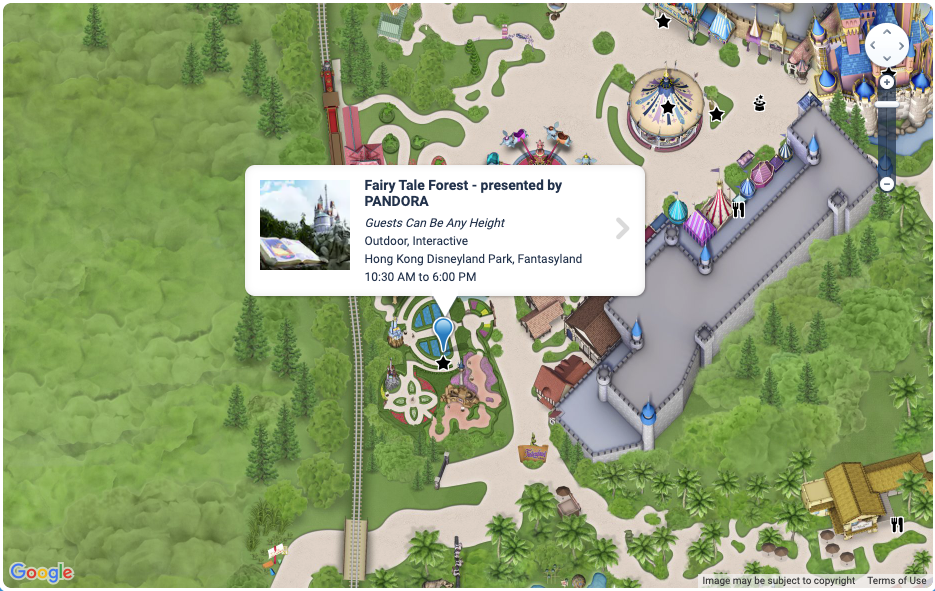 Fairy Tale Forest - presented by
PANDORA
Guests Can Be Any Height
Outdoor, Interactive
Hong Kong Disneyland Park, Fantasyland
10:30 AM to 6:00 PM
Google
Image may be subject to copyright
Terms of Use